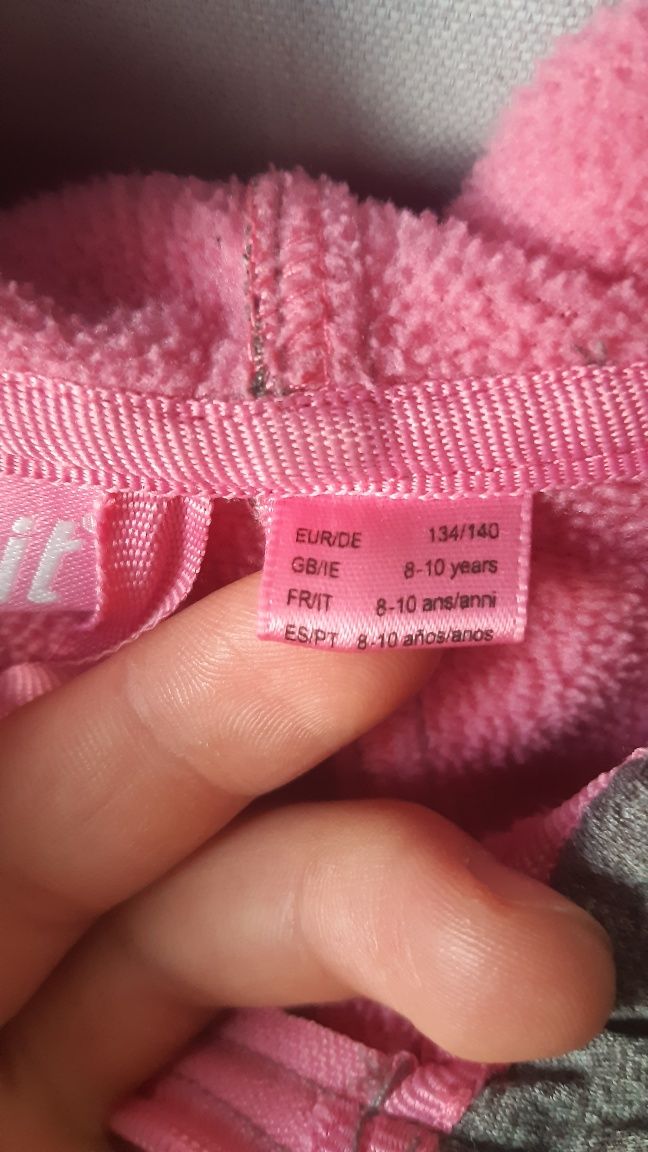 it
EUR/DE 134/140
GB/IE 8-10 years
FR/IT 8-10 ans/anni
ES/PT 8-10 años/anos